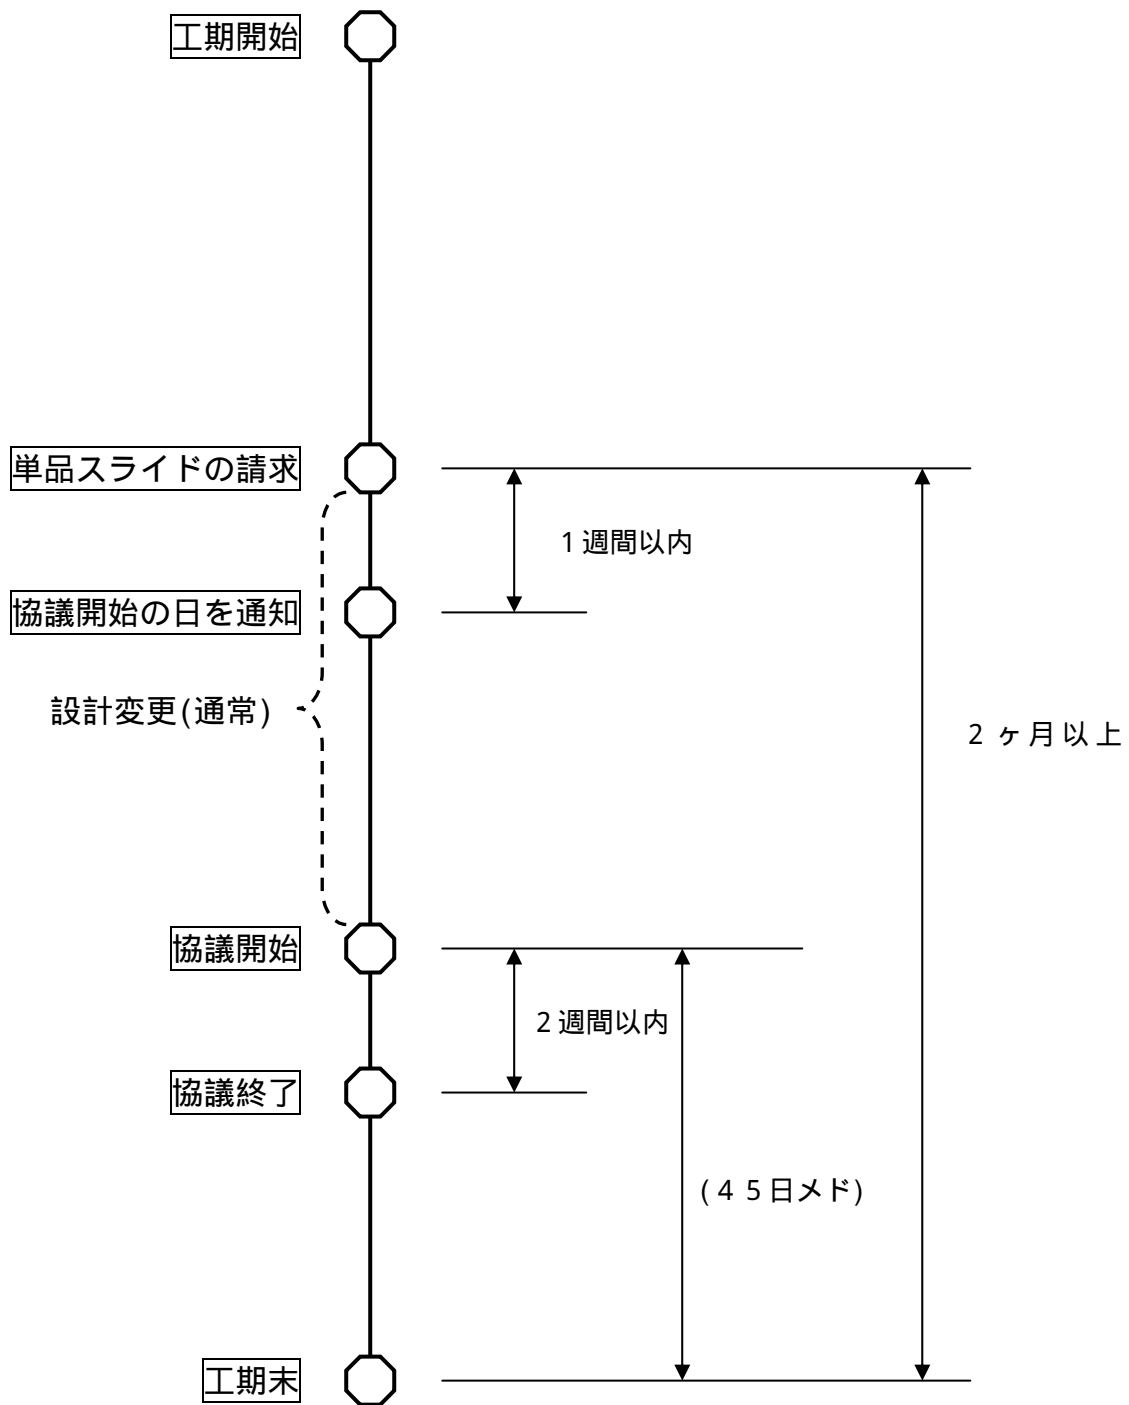 工期開始
単品スライドの請求
1週間以内
協議開始の日を通知
設計変更(通常)
2ヶ月以上
協議開始
2週間以内
協議終了
(45日メド)
工期末